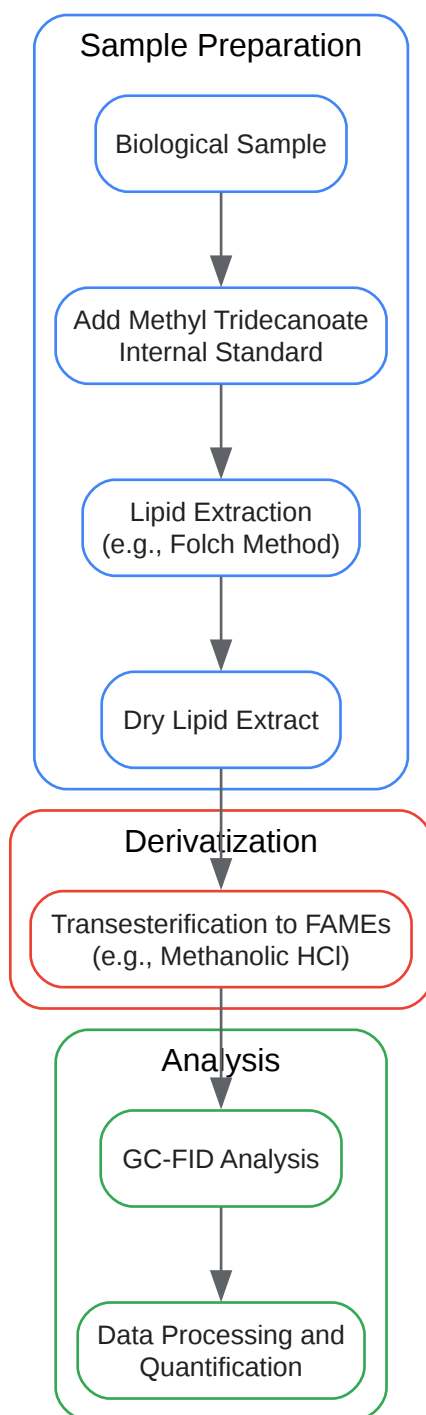 Sample Preparation
Biological Sample
Add Methyl Tridecanoate
Internal Standard
Lipid Extraction
(e.g., Folch Method)
Dry Lipid Extract
Derivatization
Transesterification to FAMEs
(e.g., Methanolic HCl)
Analysis
GC-FID Analysis
Data Processing and
Quantification